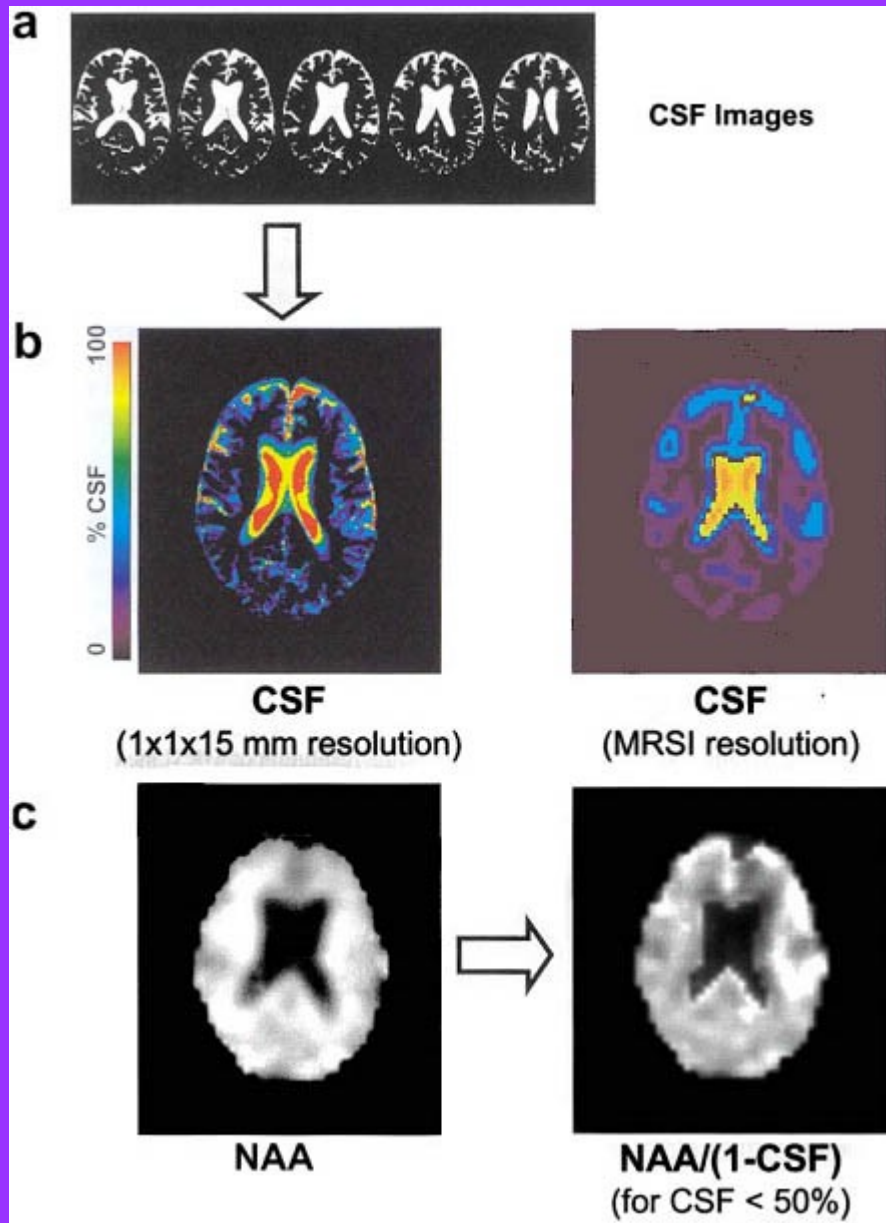 a
CSF Images
b
100
% CSF
0
CSF
(1x1x15 mm resolution)
CSF
(MRSI resolution)
c
NAA
NAA/(1-CSF)
(for CSF < 50%)